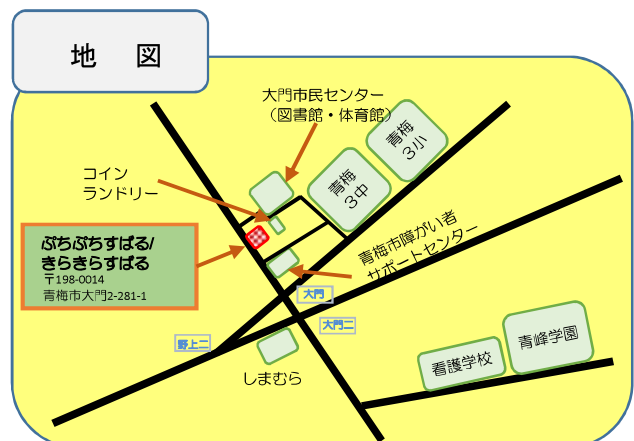 地　図
大門市民センター
（図書館・体育館）
青梅
３小
コイン
ランドリー
青梅
３中
ぷちぷちすばる/
きらきらすばる
〒198-0014
青梅市大門2-281-1
青梅市障がい者
サポートセンター
大門
大門二
野上二
しまむら
看護学校
青峰学園